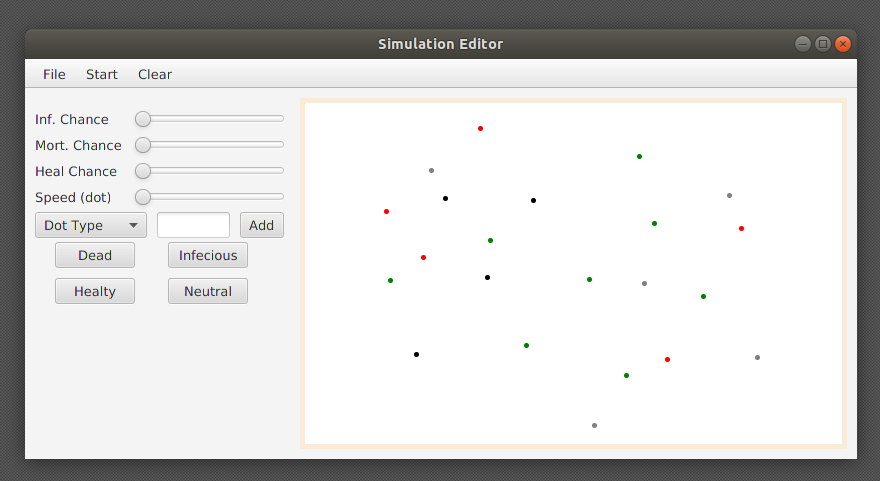 Simulation Editor
File Start Clear
Inf. Chance
Mort. Chance
Heal Chance
Speed (dot)
Dot Type Add
Dead Infecious
Healty Neutral